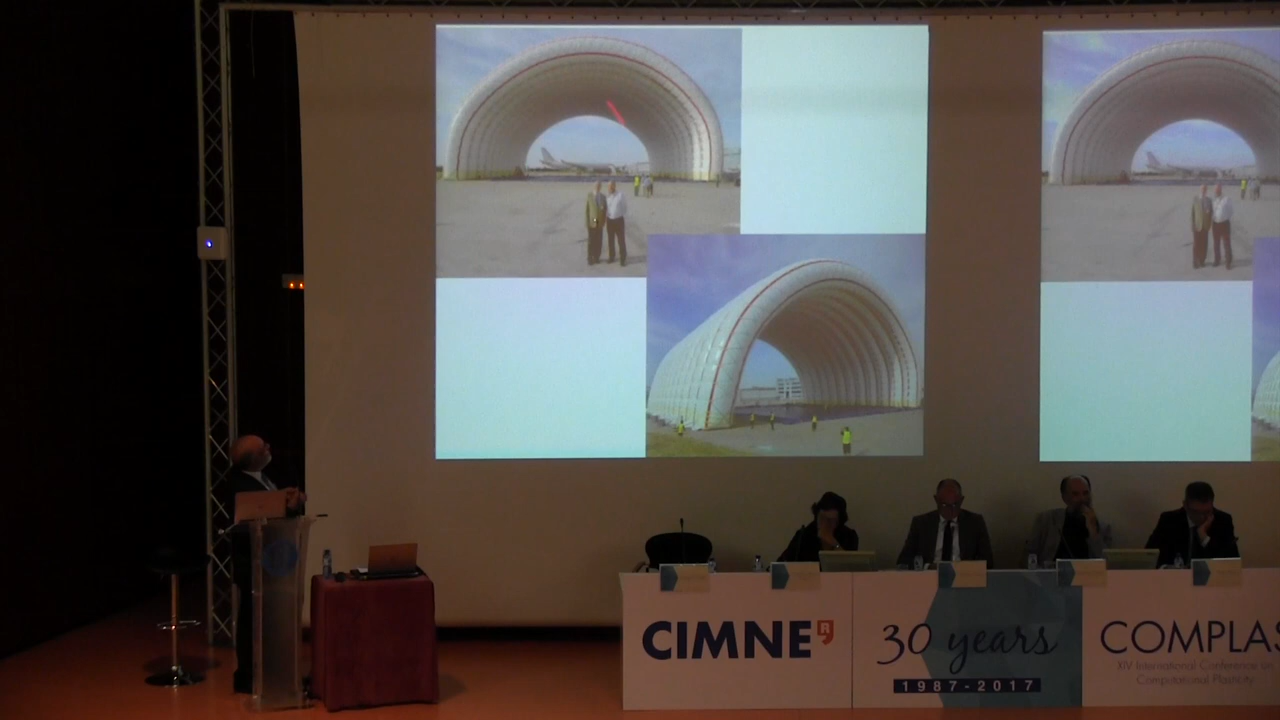 CIMNE
30 years
1987-2017
COMPLAS
XIV International Conference on
Computational Plasticity